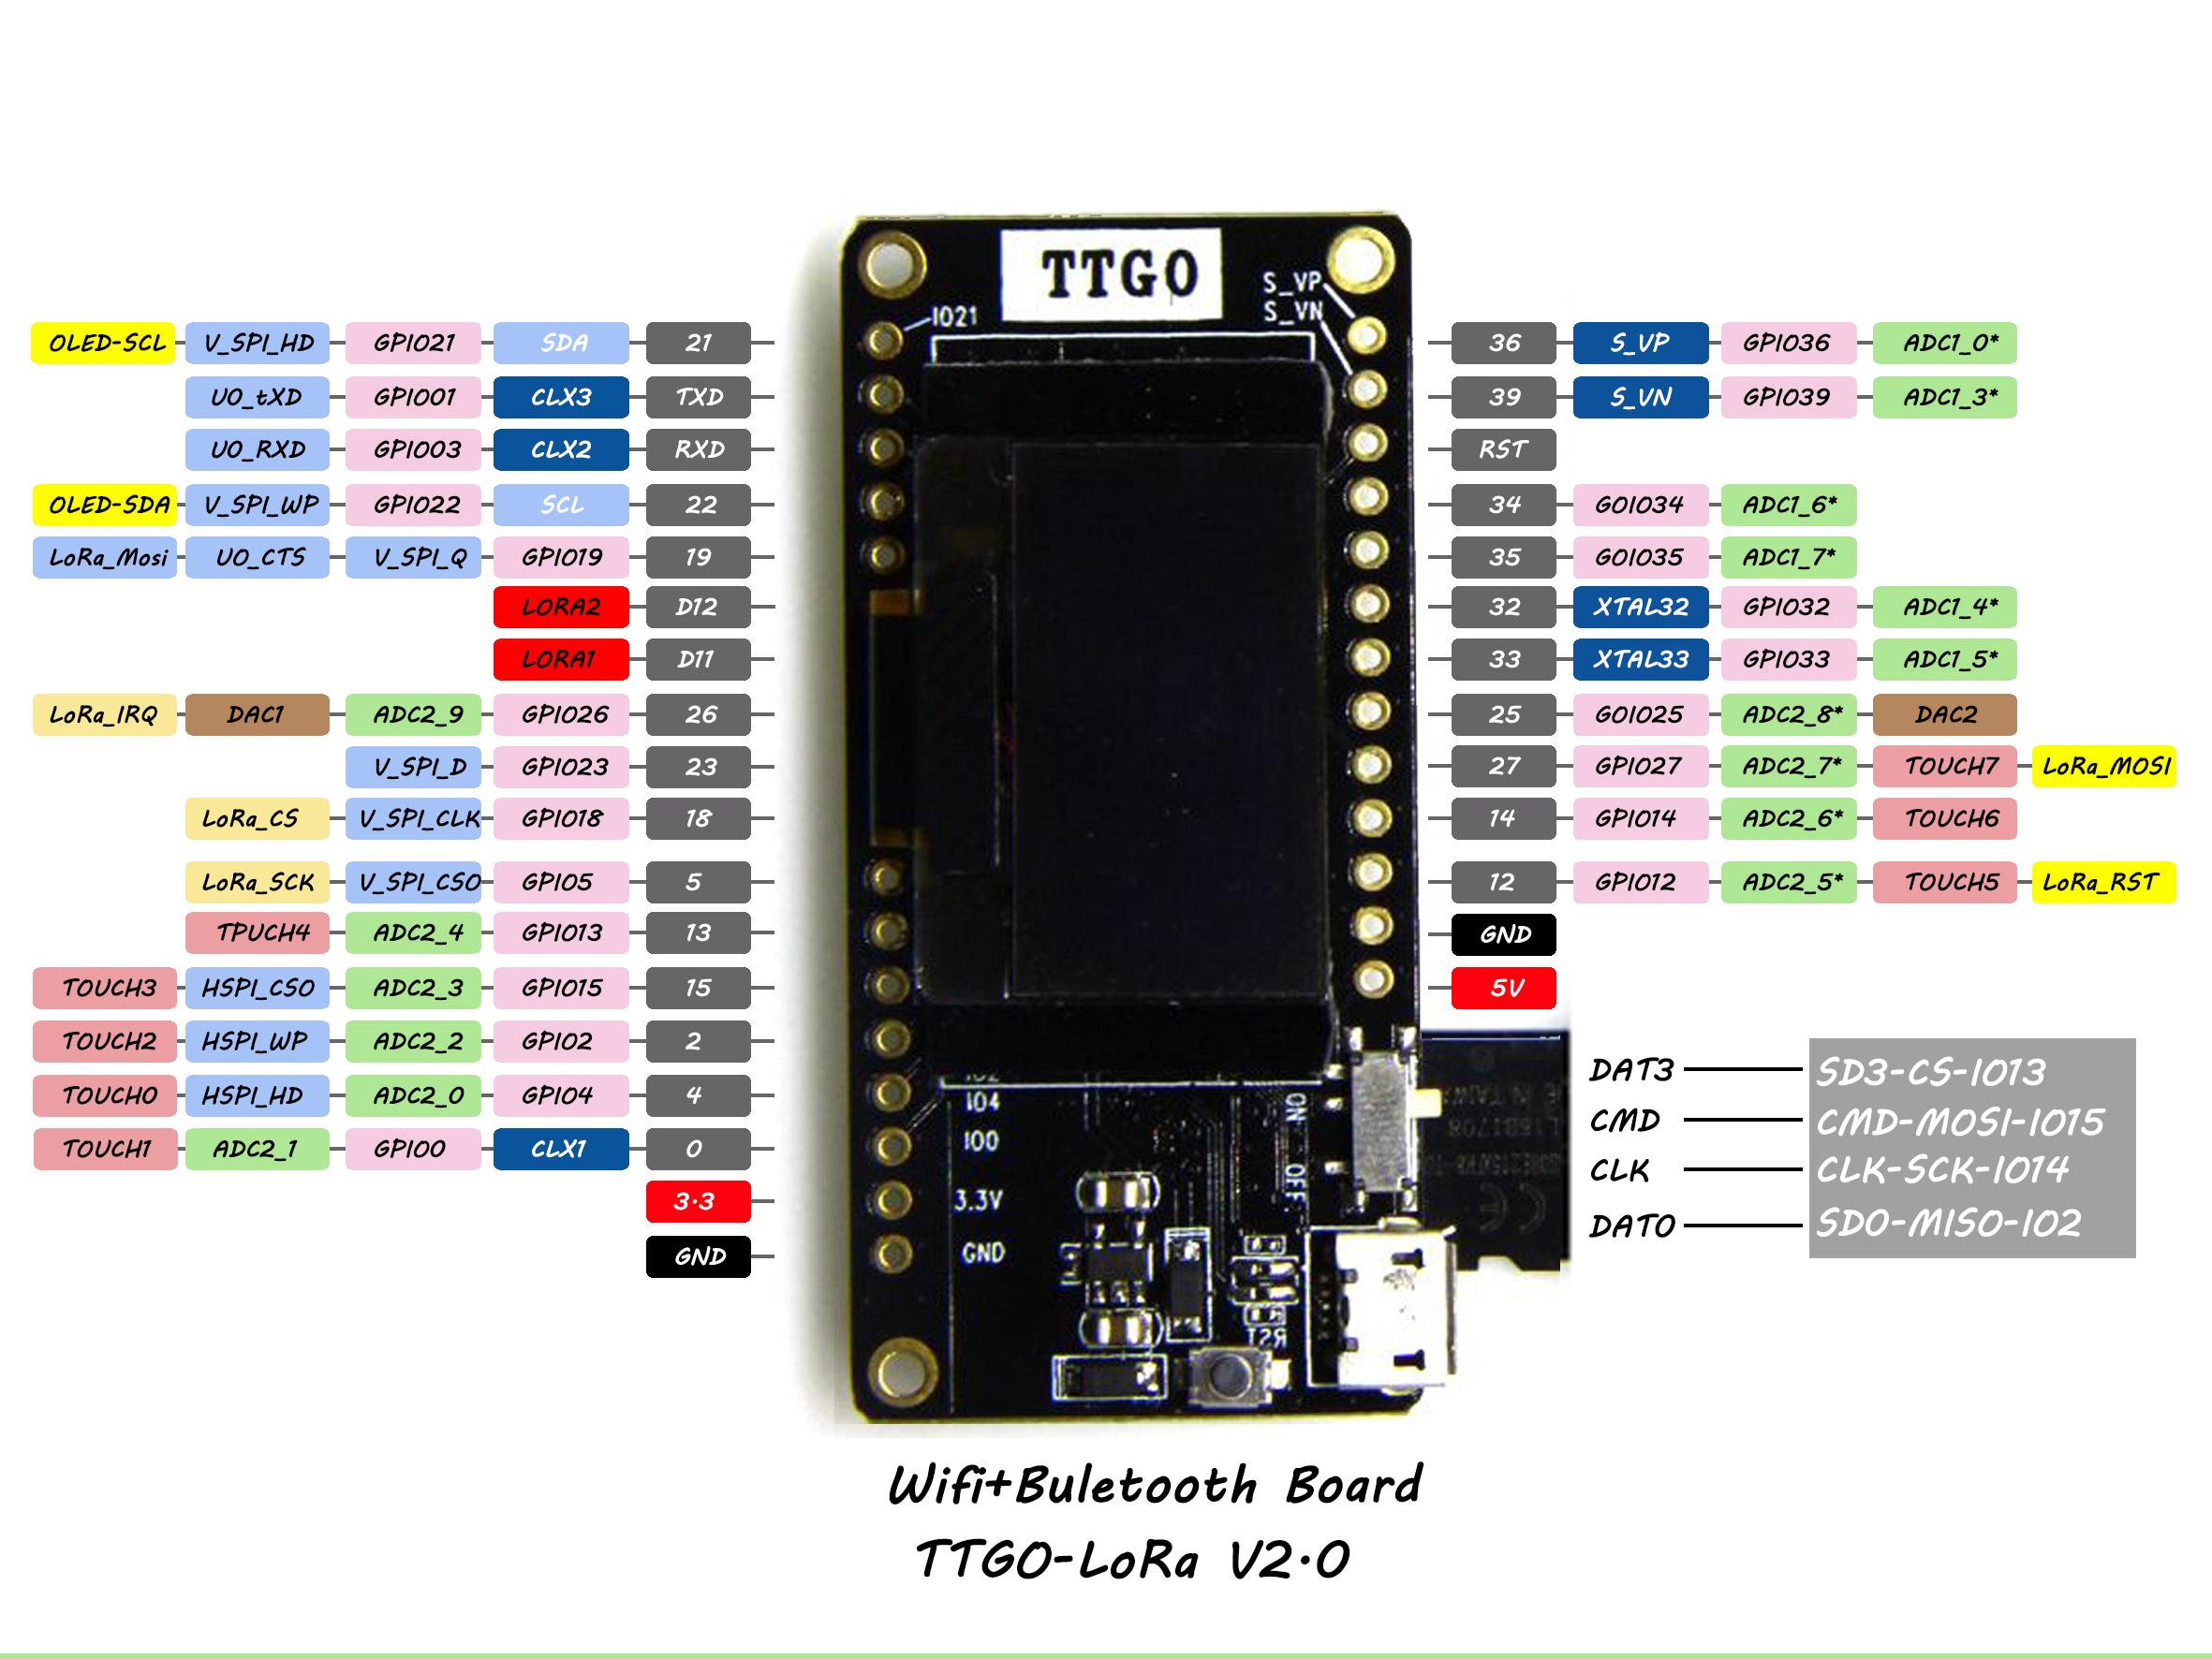 TTGO
S_VP
S_VN
IO21
OLED-SCL V_SPI_HD GPIO21 SDA 21
UO_tXD GPIO01 CLX3 TXD
UO_RXD GPIO03 CLX2 RXD
OLED-SDA V_SPI_WP GPIO22 SCL 22
LoRa_Mosi UO_CTS V_SPI_Q GPIO19 19
LORA2 D12
LORA1 D11
LoRa_IRQ DAC1 ADC2_9 GPIO26 26
V_SPI_D GPIO23 23
LoRa_CS V_SPI_CLK GPIO18 18
LoRa_SCK V_SPI_CSO GPIO5 5
TPUCH4 ADC2_4 GPIO13 13
TOUCH3 HSPI_CSO ADC2_3 GPIO15 15
TOUCH2 HSPI_WP ADC2_2 GPIO2 2
TOUCH0 HSPI_HD ADC2_0 GPIO4 4
TOUCH1 ADC2_1 GPIO0 CLX1 0
3.3
GND
36 S_VP GPIO36 ADC1_0*
39 S_VN GPIO39 ADC1_3*
RST
34 GOIO34 ADC1_6*
35 GOIO35 ADC1_7*
32 XTAL32 GPIO32 ADC1_4*
33 XTAL33 GPIO33 ADC1_5*
25 GOIO25 ADC2_8* DAC2
27 GPIO27 ADC2_7* TOUCH7 LoRa_MOSI
14 GPIO14 ADC2_6* TOUCH6
12 GPIO12 ADC2_5* TOUCH5 LoRa_RST
GND
5V
IO4
IO0
3.3V
GND
ON
OFF
RST
DAT3 SD3-CS-IO13
CMD CMD-MOSI-IO15
CLK CLK-SCK-IO14
DAT0 SD0-MISO-IO2
Wifi+Buletooth Board
TTGO-LoRa V2.0